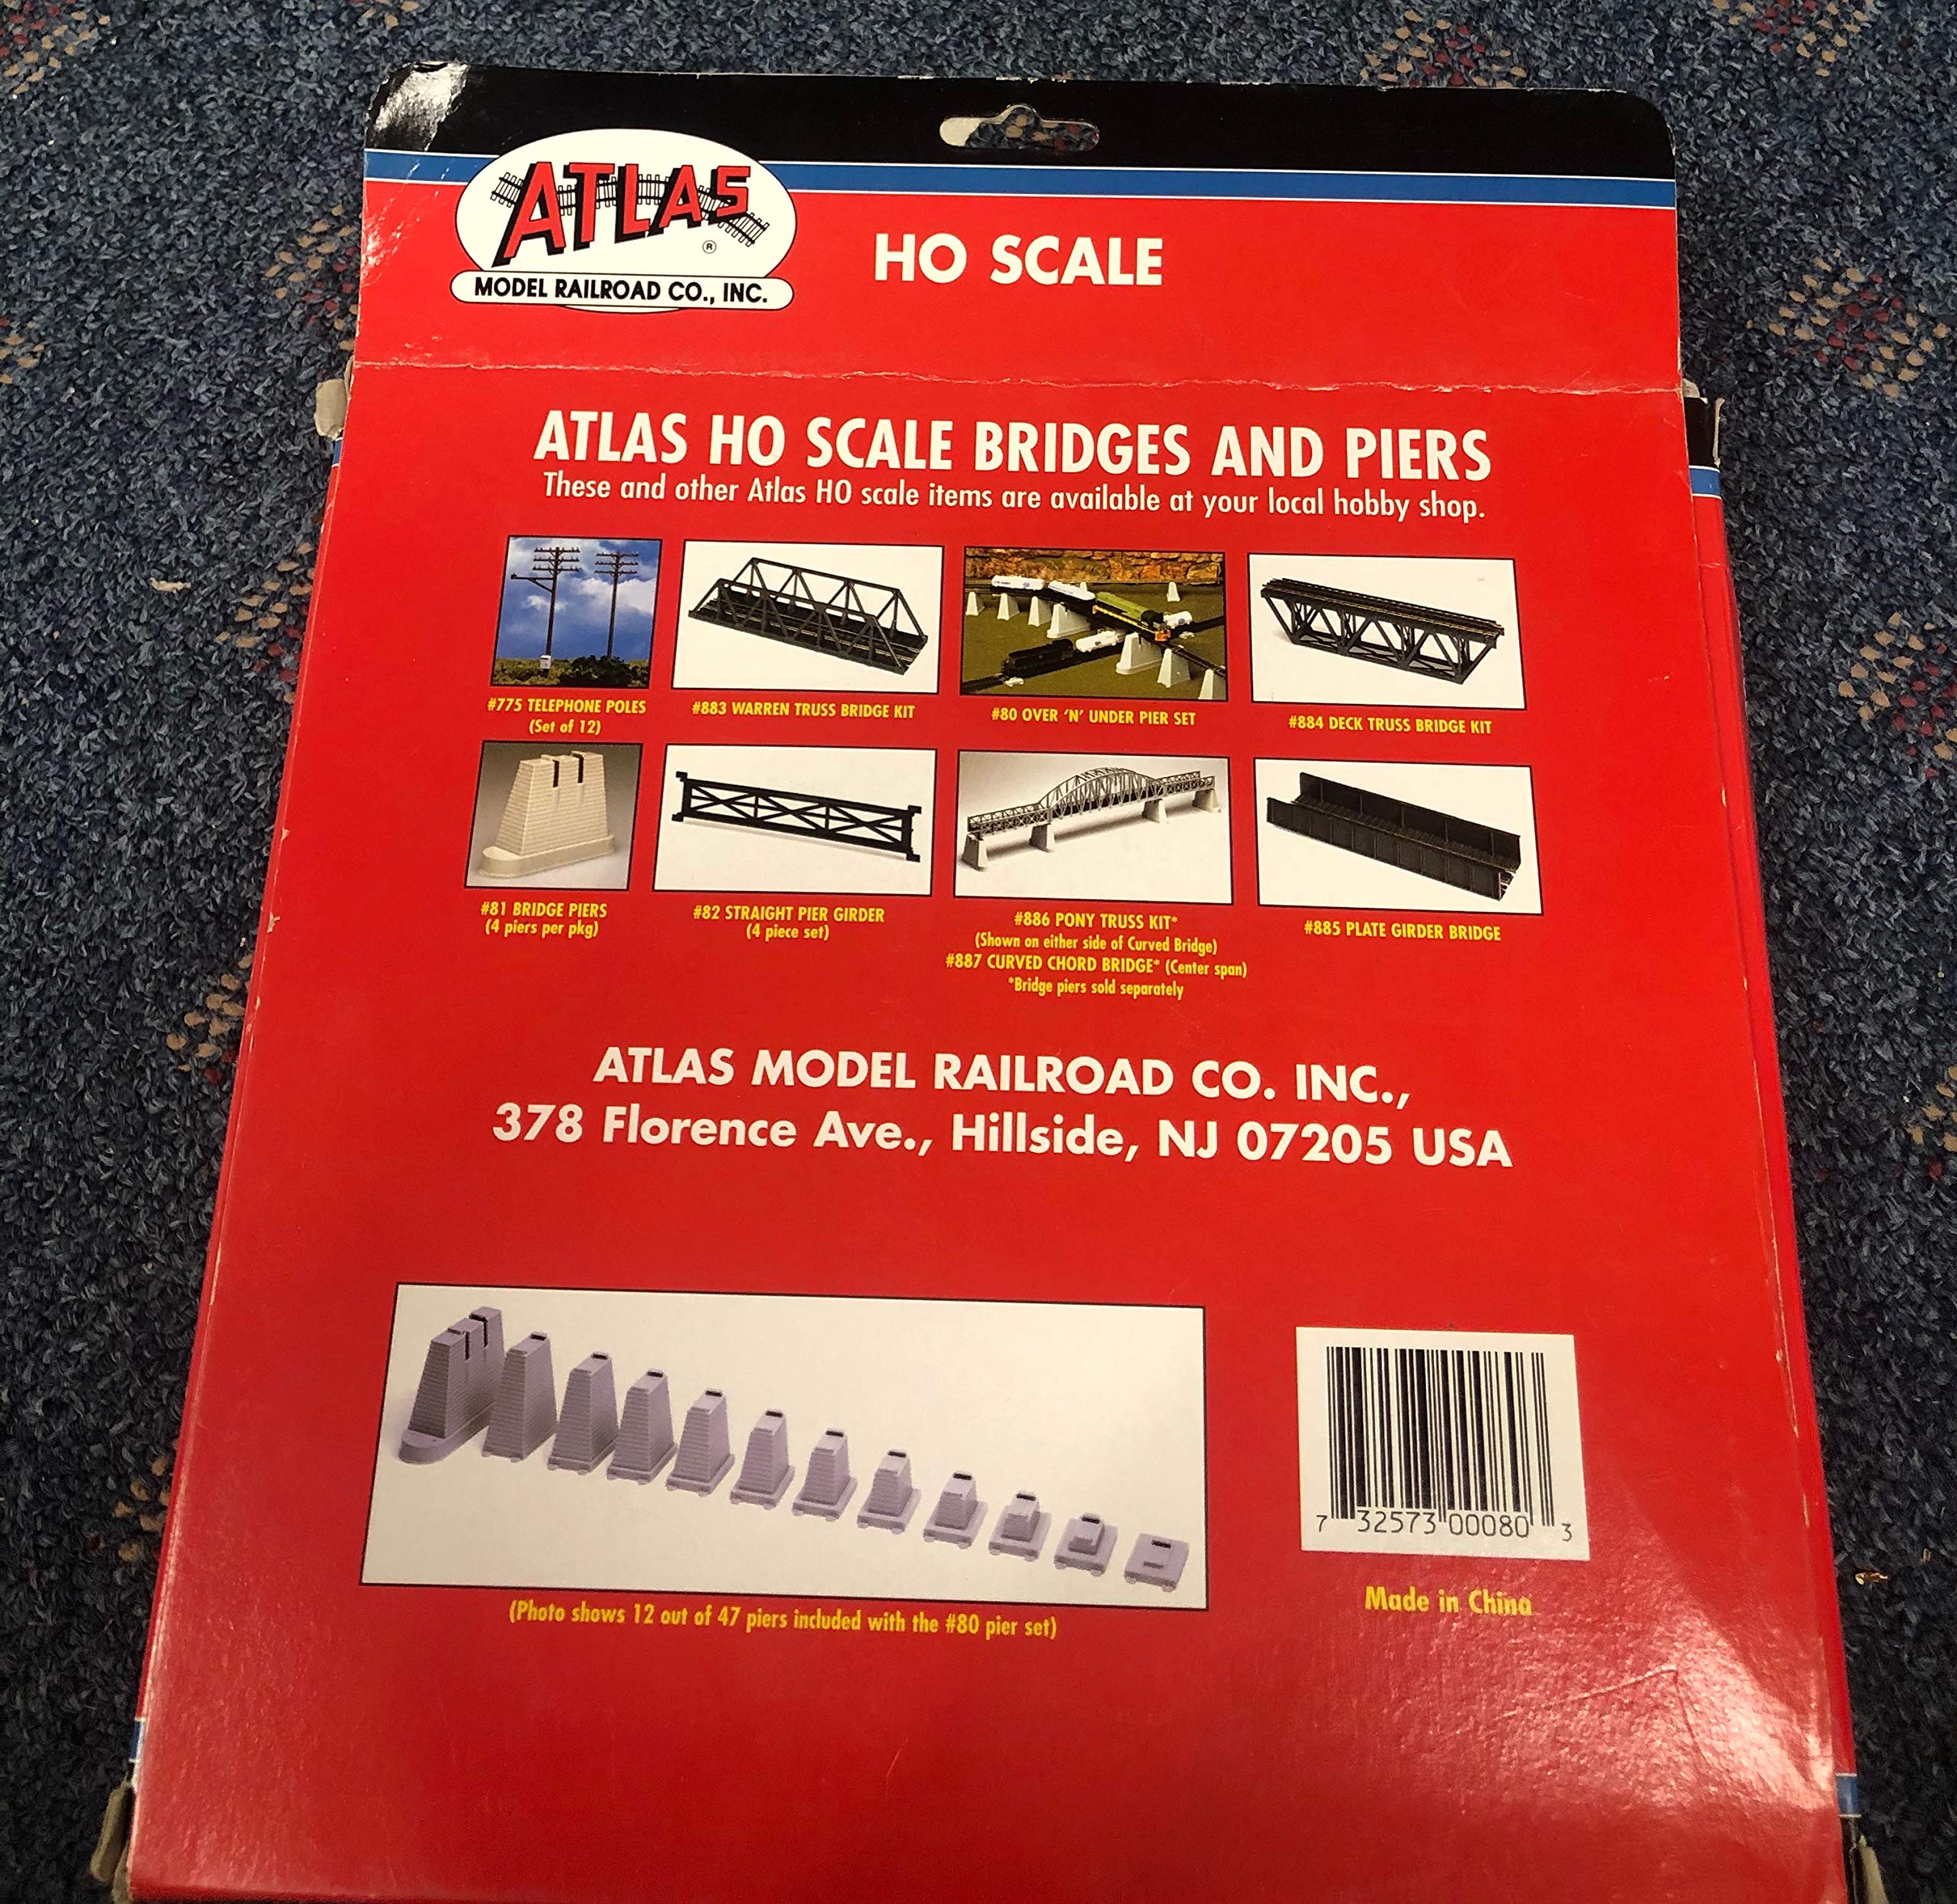 ATLAS
®
MODEL RAILROAD CO., INC.
HO SCALE
ATLAS HO SCALE BRIDGES AND PIERS
These and other Atlas HO scale items are available at your local hobby shop.
#775 TELEPHONE POLES
(Set of 12)
#883 WARREN TRUSS BRIDGE KIT
#80 OVER 'N' UNDER PIER SET
#884 DECK TRUSS BRIDGE KIT
#81 BRIDGE PIERS
(4 piers per pkg)
#82 STRAIGHT PIER GIRDER
(4 piece set)
#886 PONY TRUSS KIT*
(Shown on either side of Curved Bridge)
#887 CURVED CHORD BRIDGE* (Center span)
*Bridge piers sold separately
#885 PLATE GIRDER BRIDGE
ATLAS MODEL RAILROAD CO. INC.,
378 Florence Ave., Hillside, NJ 07205 USA
(Photo shows 12 out of 47 piers included with the #80 pier set)
7 32573 00080 3
Made in China